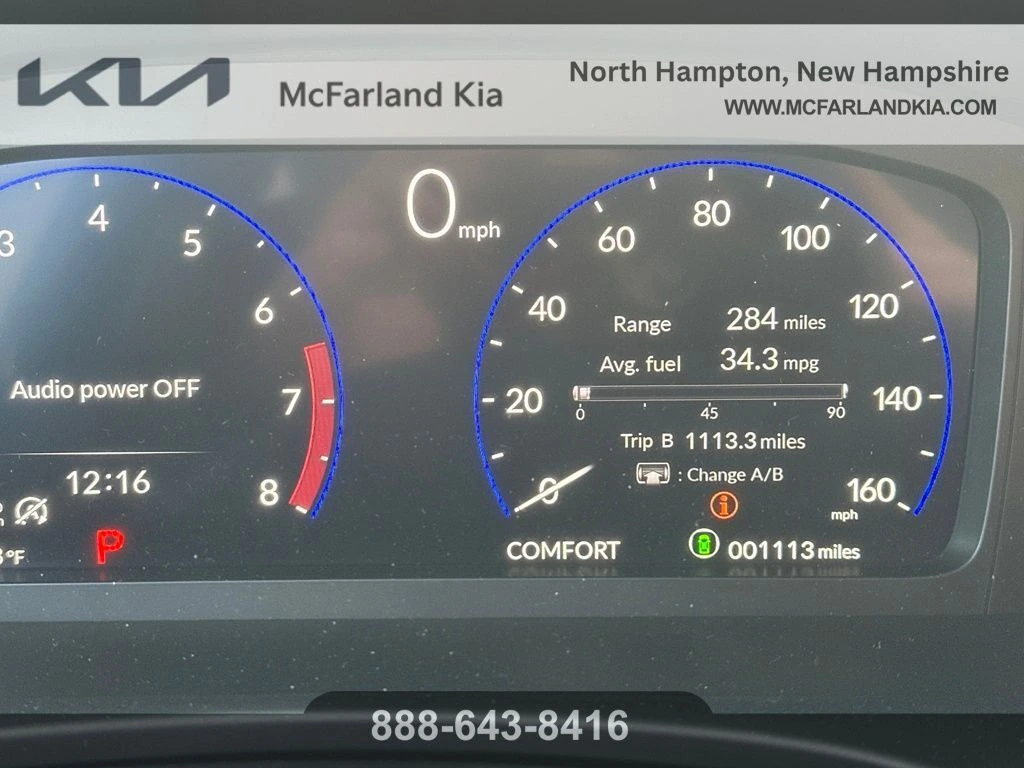 KIA
McFarland Kia
North Hampton, New Hampshire
WWW.MCFARLANDKIA.COM
3
4
5
6
7
8
Audio power OFF
12:16
°F
P
0 mph
0
20
40
60
80
100
120
140
160
mph
Range 284 miles
Avg. fuel 34.3 mpg
0 45 90
Trip B 1113.3 miles
: Change A/B
i
COMFORT
001113 miles
888-643-8416